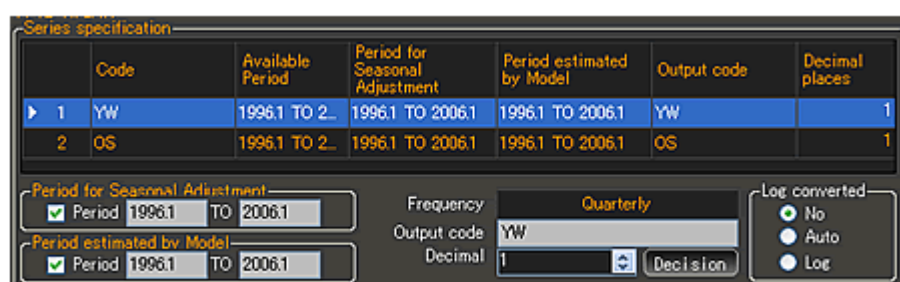 Series specification
Code Available Period Period for Seasonal Adjustment Period estimated by Model Output code Decimal places
1 YW 1996.1 TO 2... 1996.1 TO 2006.1 1996.1 TO 2006.1 YW 1
2 OS 1996.1 TO 2... 1996.1 TO 2006.1 1996.1 TO 2006.1 OS 1
Period for Seasonal Adjustment
Period 1996.1 TO 2006.1
Period estimated by Model
Period 1996.1 TO 2006.1
Frequency Quarterly
Output code YW
Decimal 1 Decision
Log converted
No
Auto
Log